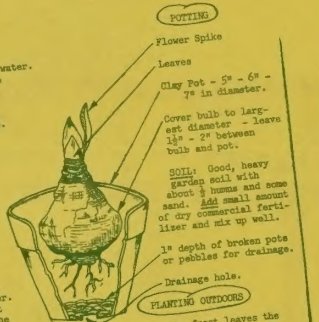 POTTING
Flower Spike
Leaves
water.
Clay Pot - 5" - 6" -
7" in diameter.
Cover bulb to larg-
est diameter - leave
1½" - 2" between
bulb and pot.
SOIL: Good, heavy
garden soil with
about ⅓ humus and some
sand. Add small amount
of dry commercial ferti-
lizer and mix up well.
1" depth of broken pots
or pebbles for drainage.
Drainage hole.
PLANTING OUTDOORS
leaves the